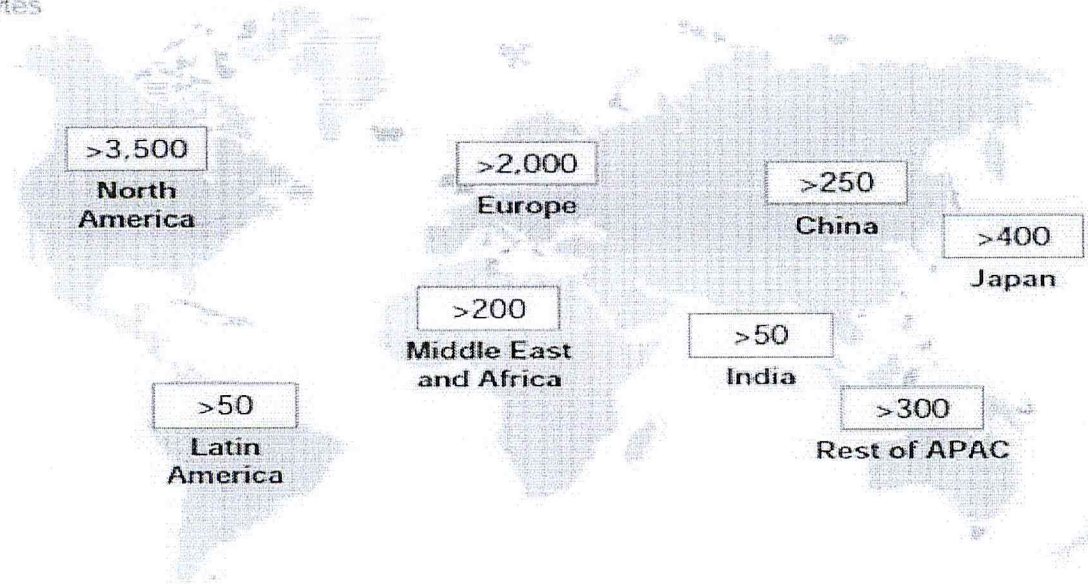 >3,500
North
America
>2,000
Europe
>250
China
>400
Japan
>200
Middle East
and Africa
>50
India
>50
Latin
America
>300
Rest of APAC